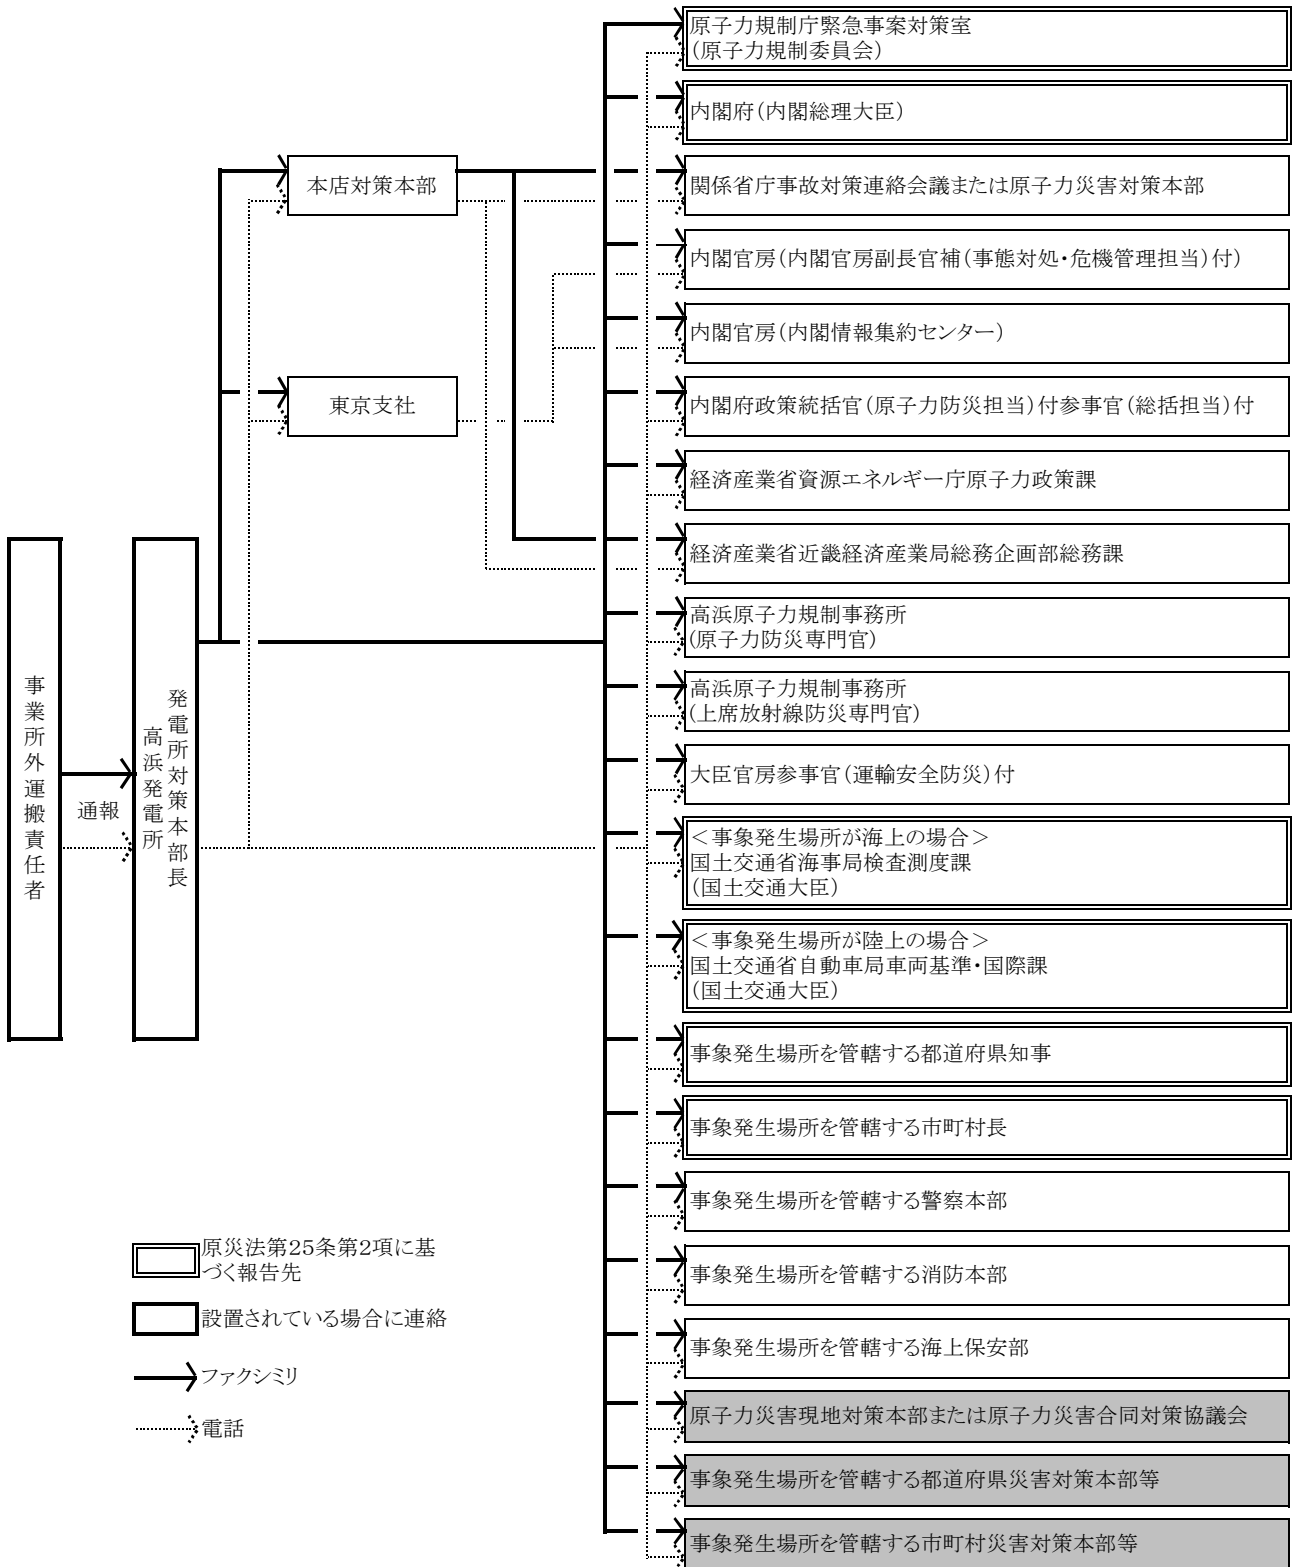 原子力規制庁緊急事案対策室
（原子力規制委員会）
内閣府（内閣総理大臣）
本店対策本部
関係省庁事故対策連絡会議または原子力災害対策本部
内閣官房（内閣官房副長官補（事態対処・危機管理担当）付）
内閣官房（内閣情報集約センター）
東京支社
内閣府政策統括官（原子力防災担当）付参事官（総括担当）付
経済産業省資源エネルギー庁原子力政策課
経済産業省近畿経済産業局総務企画部総務課
高浜原子力規制事務所
（原子力防災専門官）
高浜原子力規制事務所
（上席放射線防災専門官）
事業所外運搬責任者
通報
発電所対策本部長
高浜発電所
大臣官房参事官（運輸安全防災）付
＜事象発生場所が海上の場合＞
国土交通省海事局検査測度課
（国土交通大臣）
＜事象発生場所が陸上の場合＞
国土交通省自動車局車両基準・国際課
（国土交通大臣）
事象発生場所を管轄する都道府県知事
事象発生場所を管轄する市町村長
事象発生場所を管轄する警察本部
事象発生場所を管轄する消防本部
事象発生場所を管轄する海上保安部
原子力災害現地対策本部または原子力災害合同対策協議会
事象発生場所を管轄する都道府県災害対策本部等
事象発生場所を管轄する市町村災害対策本部等
原災法第25条第2項に基
づく報告先
設置されている場合に連絡
ファクシミリ
電話